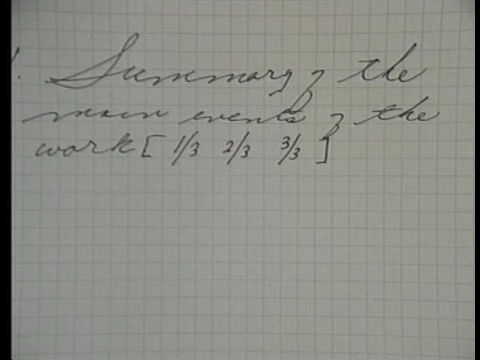 1. Summary of the
main events of the
work [ 1/3 2/3 3/3 ]